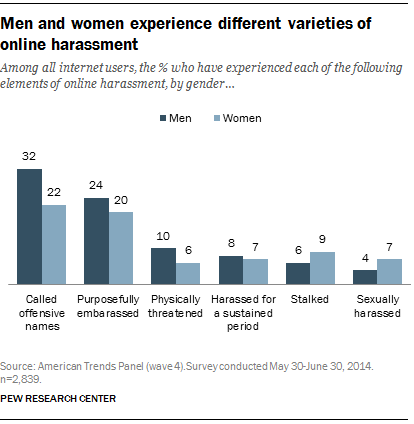 Men and women experience different varieties of
online harassment
Among all internet users, the % who have experienced each of the following
elements of online harassment, by gender...
Men Women
32 22 24 20 10 6 8 7 6 9 4 7
Called offensive names
Purposefully embarassed
Physically threatened
Harassed for a sustained period
Stalked
Sexually harassed
Source: American Trends Panel (wave 4).Survey conducted May 30-June 30, 2014.
n=2,839.
PEW RESEARCH CENTER